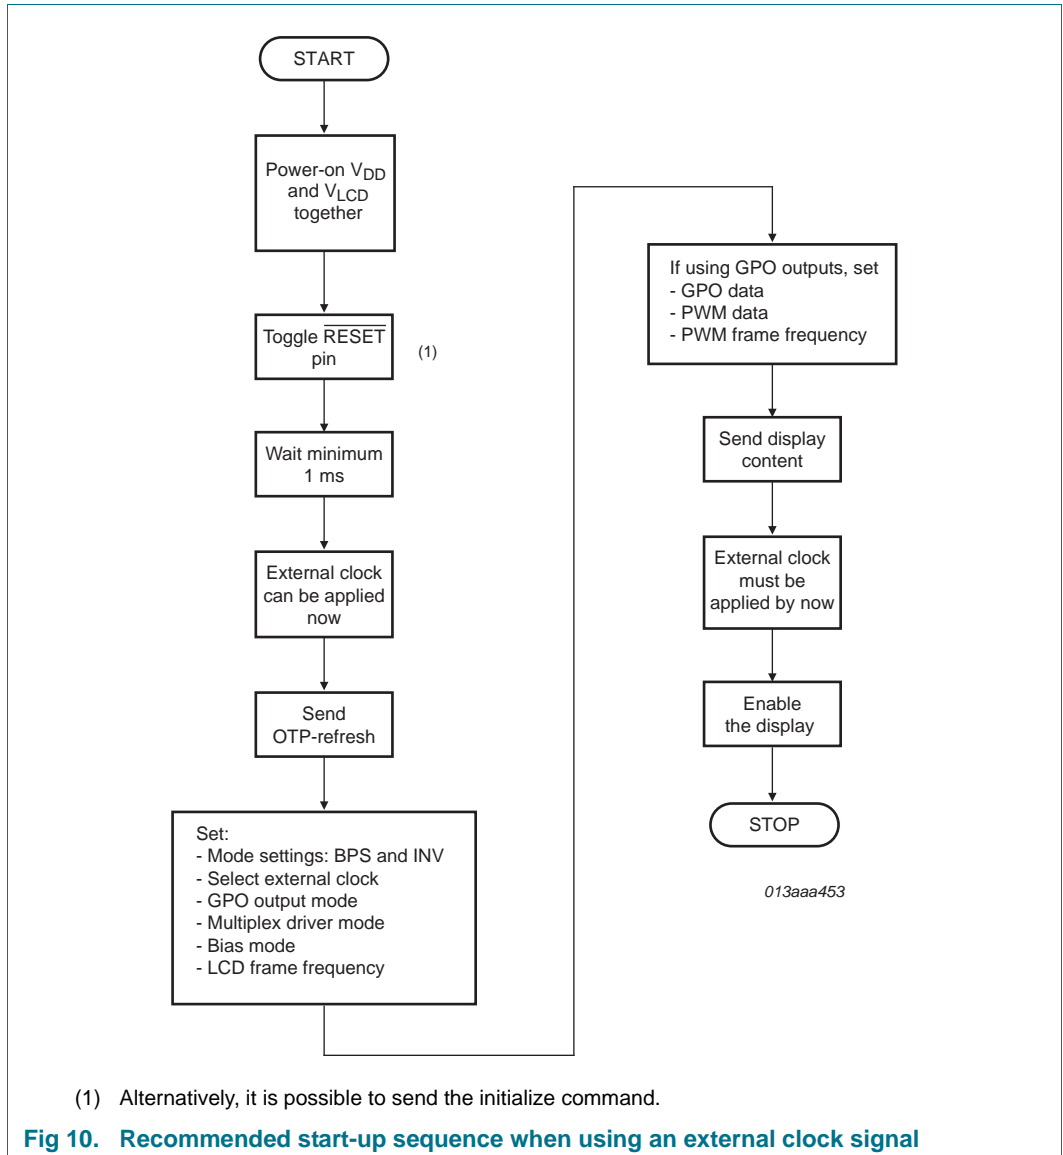 START
Power-on VDD
and VLCD
together
Toggle RESET
pin
(1)
Wait minimum
1 ms
External clock
can be applied
now
Send
OTP-refresh
Set:
- Mode settings: BPS and INV
- Select external clock
- GPO output mode
- Multiplex driver mode
- Bias mode
- LCD frame frequency
If using GPO outputs, set
- GPO data
- PWM data
- PWM frame frequency
Send display
content
External clock
must be
applied by now
Enable
the display
STOP
013aaa453
(1) Alternatively, it is possible to send the initialize command.
Fig 10. Recommended start-up sequence when using an external clock signal